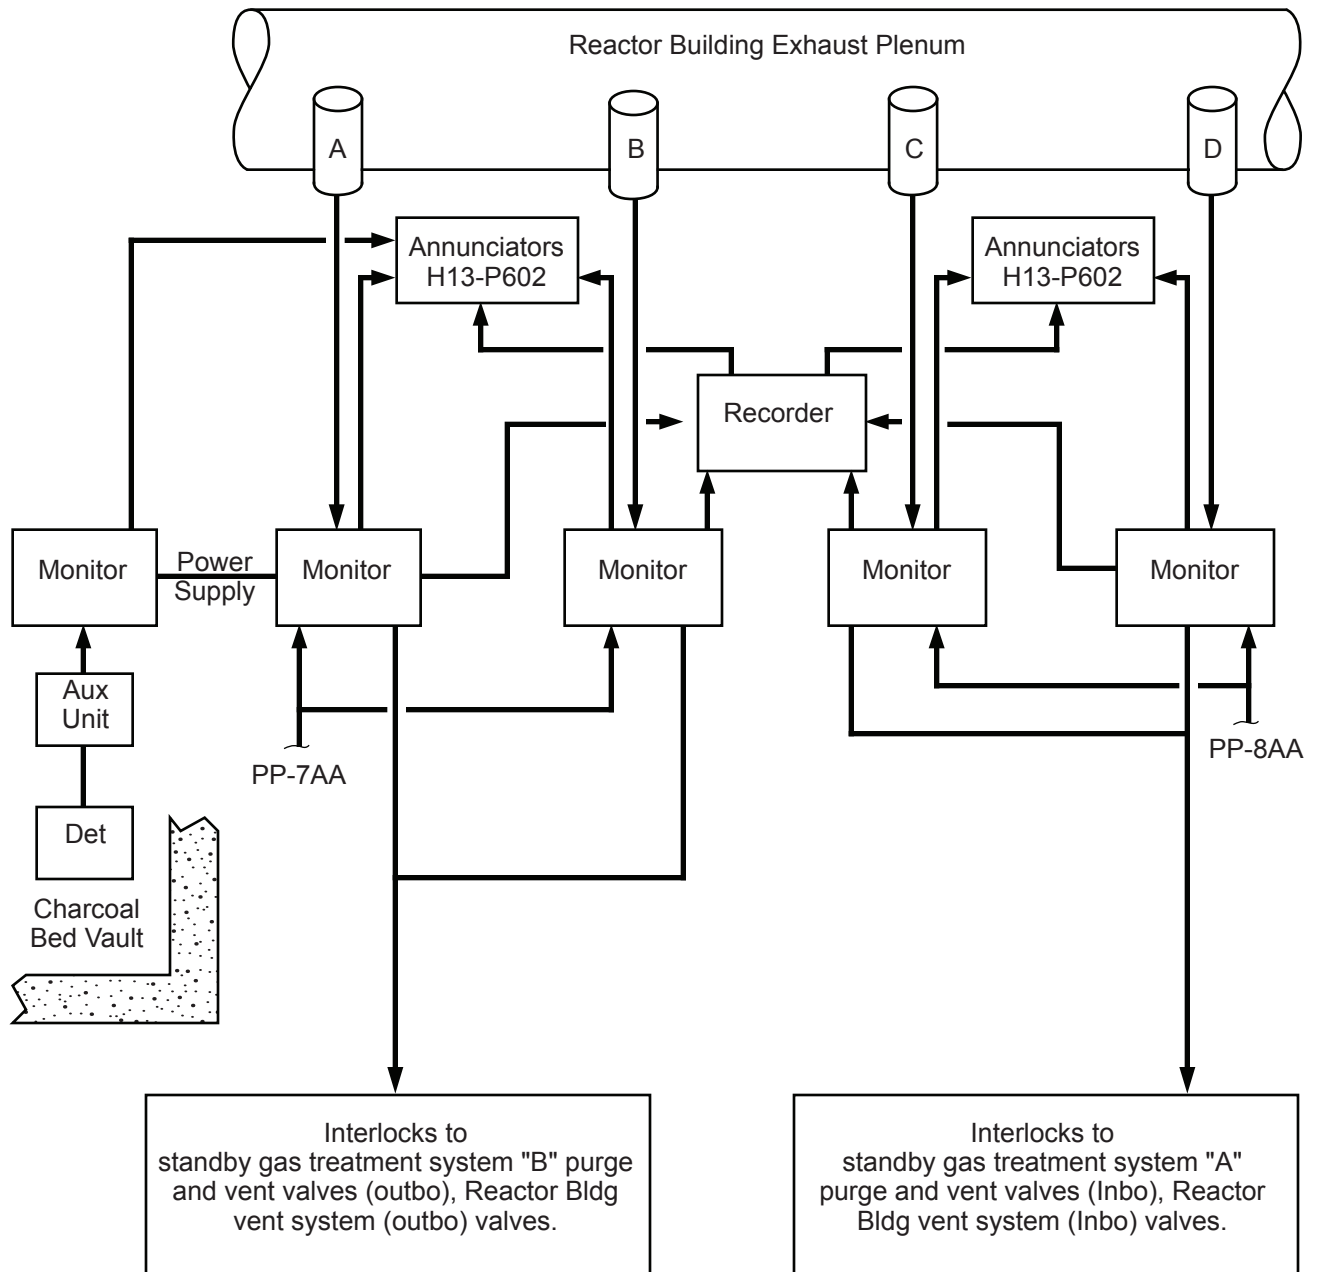 Reactor Building Exhaust Plenum
A
B
C
D
Annunciators
H13-P602
Annunciators
H13-P602
Recorder
Monitor
Power
Supply
Monitor
Monitor
Monitor
Monitor
Aux
Unit
PP-7AA
PP-8AA
Det
Charcoal
Bed Vault
Interlocks to
standby gas treatment system "B" purge
and vent valves (outbo), Reactor Bldg
vent system (outbo) valves.
Interlocks to
standby gas treatment system "A"
purge and vent valves (Inbo), Reactor
Bldg vent system (Inbo) valves.